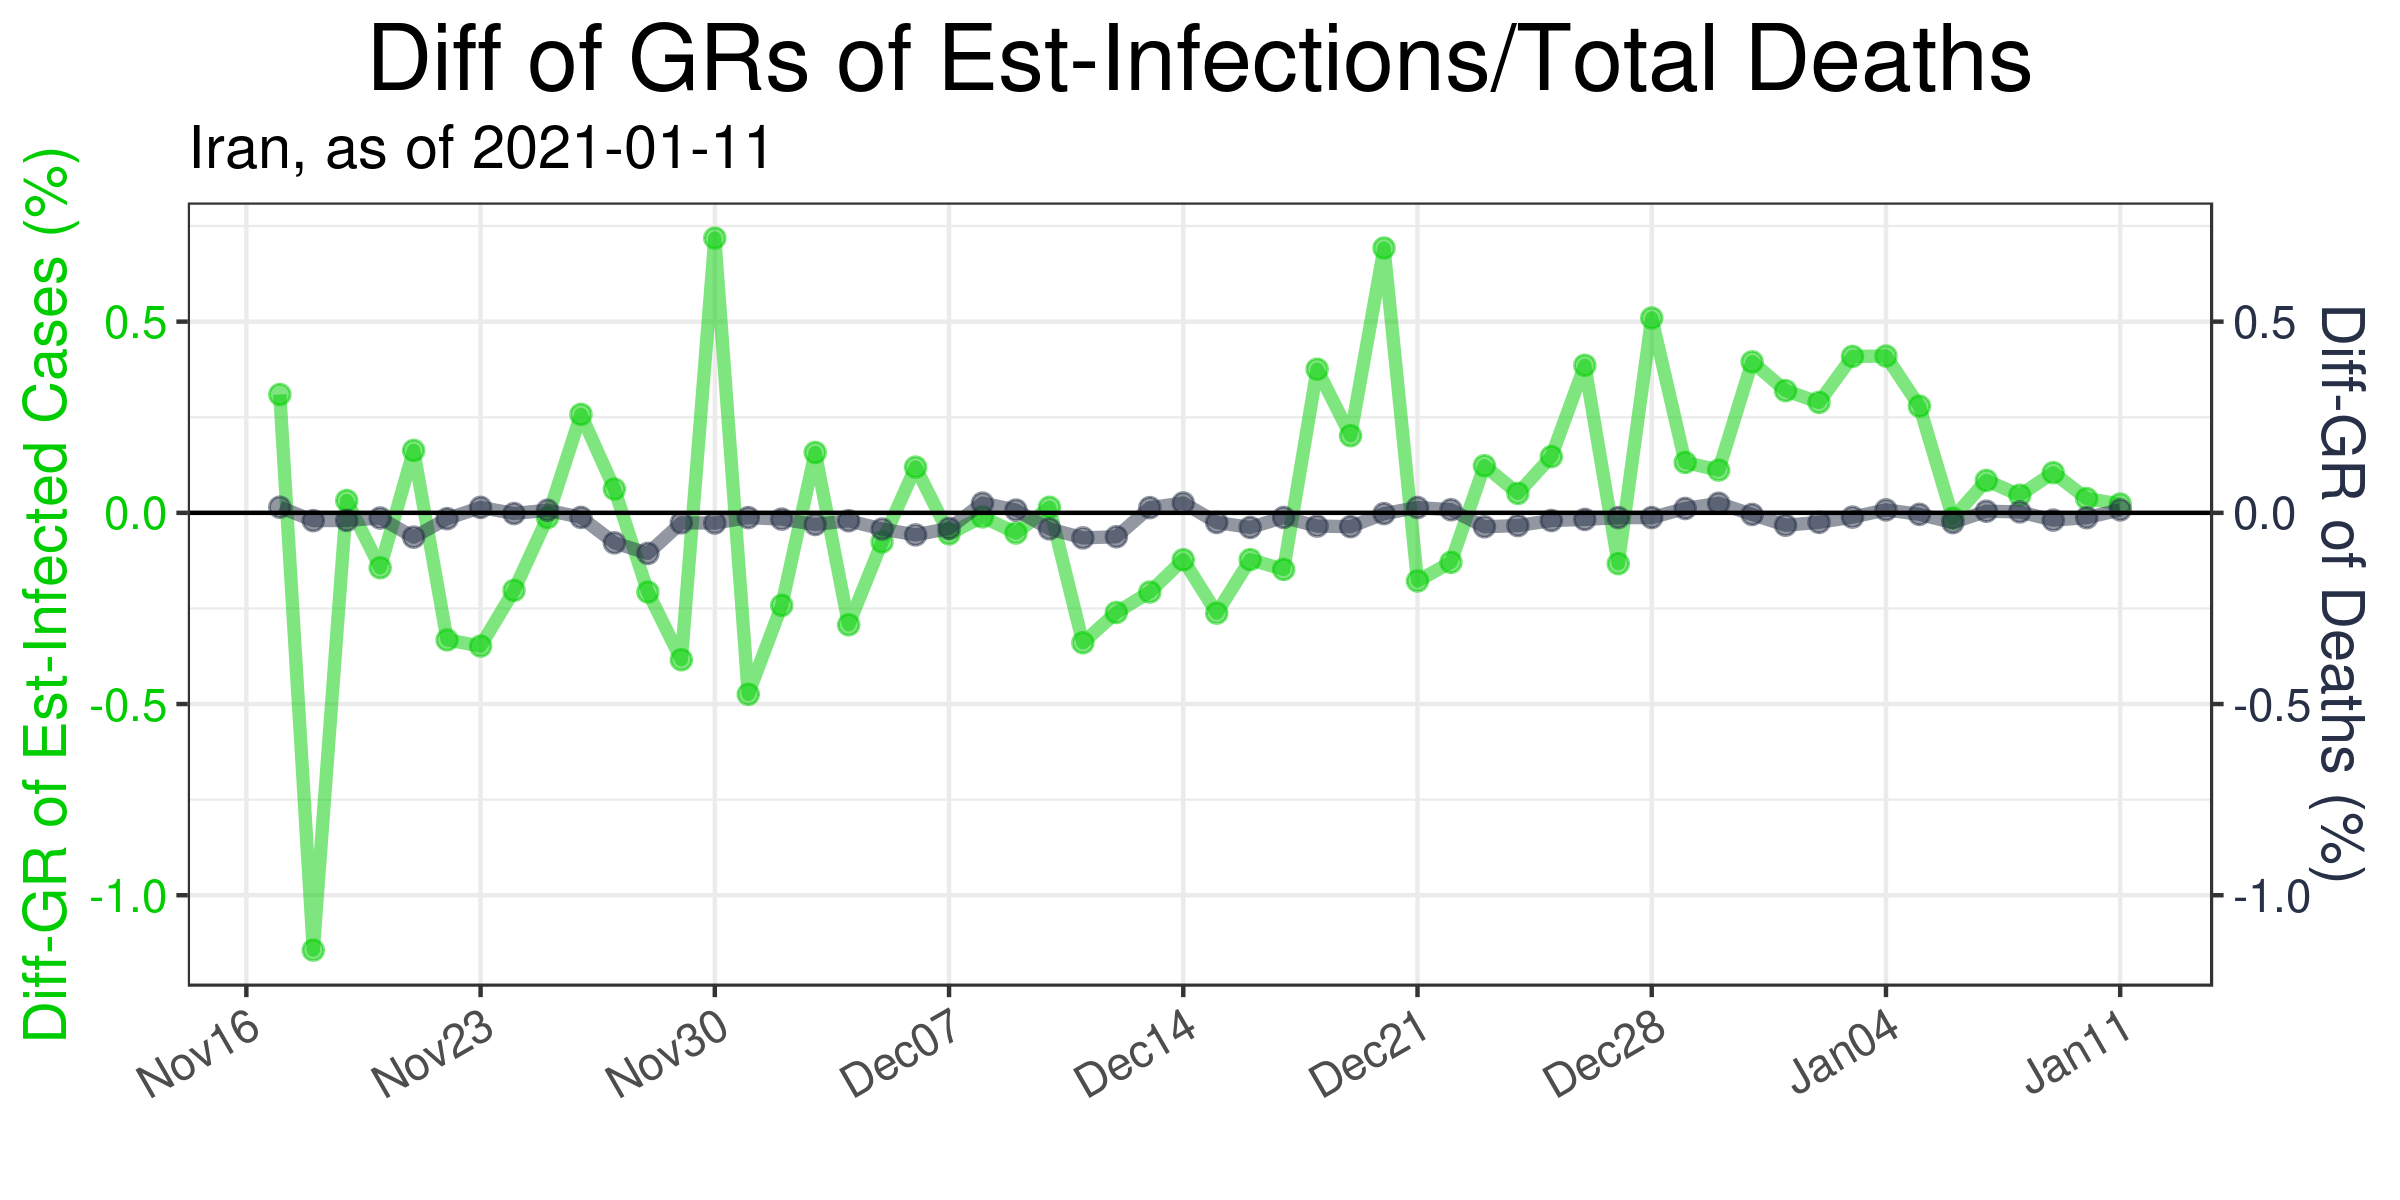 Diff of GRs of Est-Infections/Total Deaths
Iran, as of 2021-01-11
Diff-GR of Est-Infected Cases (%)
0.5
0.0
-0.5
-1.0
0.5
0.0
-0.5
-1.0
Diff-GR of Deaths (%)
Nov16
Nov23
Nov30
Dec07
Dec14
Dec21
Dec28
Jan04
Jan11